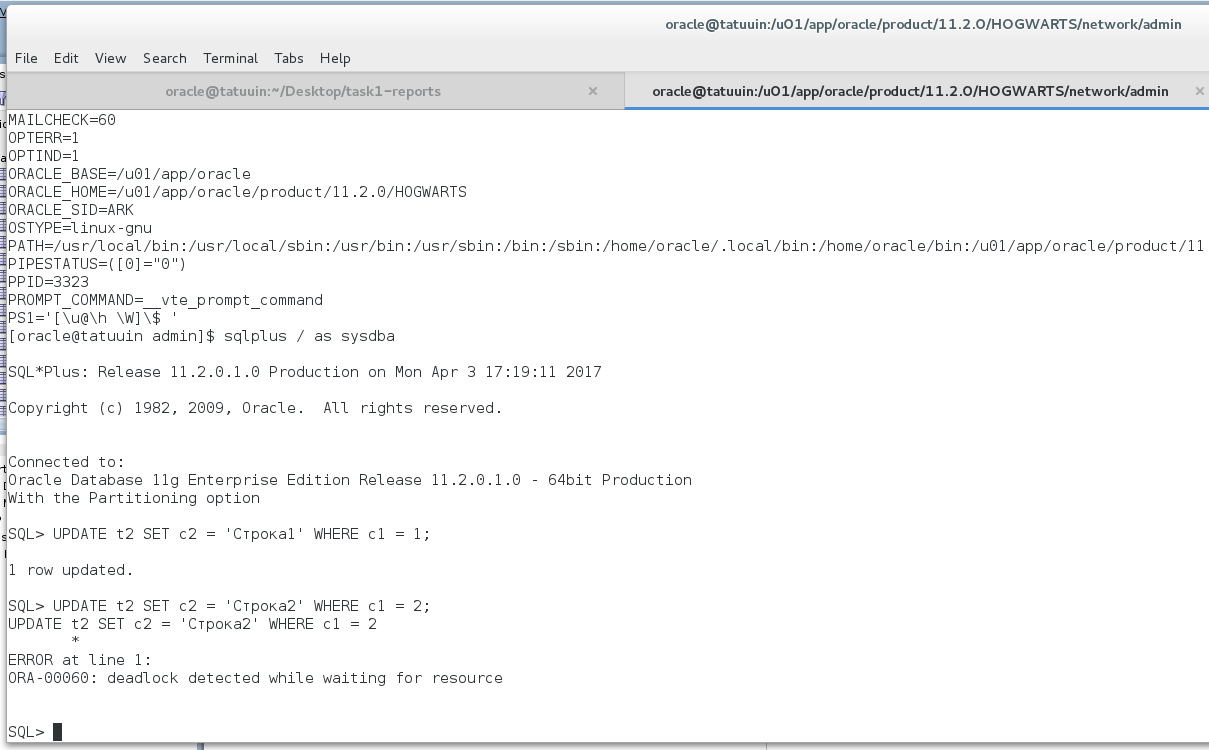 oracle@tatuuin:/u01/app/oracle/product/11.2.0/HOGWARTS/network/admin
File Edit View Search Terminal Tabs Help
oracle@tatuuin:~/Desktop/task1-reports × oracle@tatuuin:/u01/app/oracle/product/11.2.0/HOGWARTS/network/admin ×
MAILCHECK=60
OPTERR=1
OPTIND=1
ORACLE_BASE=/u01/app/oracle
ORACLE_HOME=/u01/app/oracle/product/11.2.0/HOGWARTS
ORACLE_SID=ARK
OSTYPE=linux-gnu
PATH=/usr/local/bin:/usr/local/sbin:/usr/bin:/usr/sbin:/bin:/sbin:/home/oracle/.local/bin:/home/oracle/bin:/u01/app/oracle/product/11
PIPESTATUS=([0]="0")
PPID=3323
PROMPT_COMMAND=__vte_prompt_command
PS1='[\u@\h \W]\$ '
[oracle@tatuuin admin]$ sqlplus / as sysdba
SQL*Plus: Release 11.2.0.1.0 Production on Mon Apr 3 17:19:11 2017
Copyright (c) 1982, 2009, Oracle.  All rights reserved.
Connected to:
Oracle Database 11g Enterprise Edition Release 11.2.0.1.0 - 64bit Production
With the Partitioning option
SQL> UPDATE t2 SET c2 = 'Строка1' WHERE c1 = 1;
1 row updated.
SQL> UPDATE t2 SET c2 = 'Строка2' WHERE c1 = 2;
UPDATE t2 SET c2 = 'Строка2' WHERE c1 = 2
*
ERROR at line 1:
ORA-00060: deadlock detected while waiting for resource
SQL>